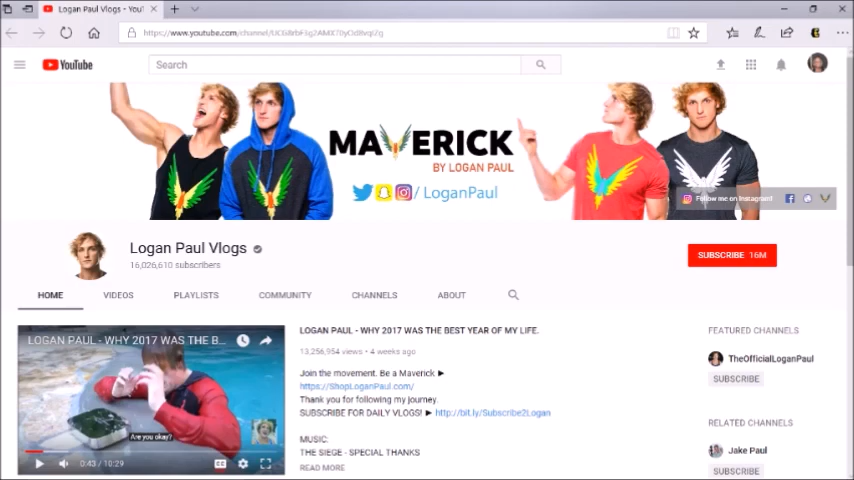 Logan Paul Vlogs - YouT
https://www.youtube.com/channel/
YouTube
Search
MAVERICK
BY LOGAN PAUL
/ LoganPaul
Follow me on Instagram!
Logan Paul Vlogs
16,026,610 subscribers
SUBSCRIBE 16M
HOME VIDEOS PLAYLISTS COMMUNITY CHANNELS ABOUT
LOGAN PAUL - WHY 2017 WAS THE B...
Are you okay?
0:43 / 10:29
CC
LOGAN PAUL - WHY 2017 WAS THE BEST YEAR OF MY LIFE.
13,256,954 views • 4 weeks ago
Join the movement. Be a Maverick ►
https://ShopLoganPaul.com/
Thank you for following my journey.
SUBSCRIBE FOR DAILY VLOGS! ► http://bit.ly/Subscribe2Logan
MUSIC:
THE SIEGE - SPECIAL THANKS
READ MORE
FEATURED CHANNELS
TheOfficialLoganPaul
SUBSCRIBE
RELATED CHANNELS
Jake Paul
SUBSCRIBE